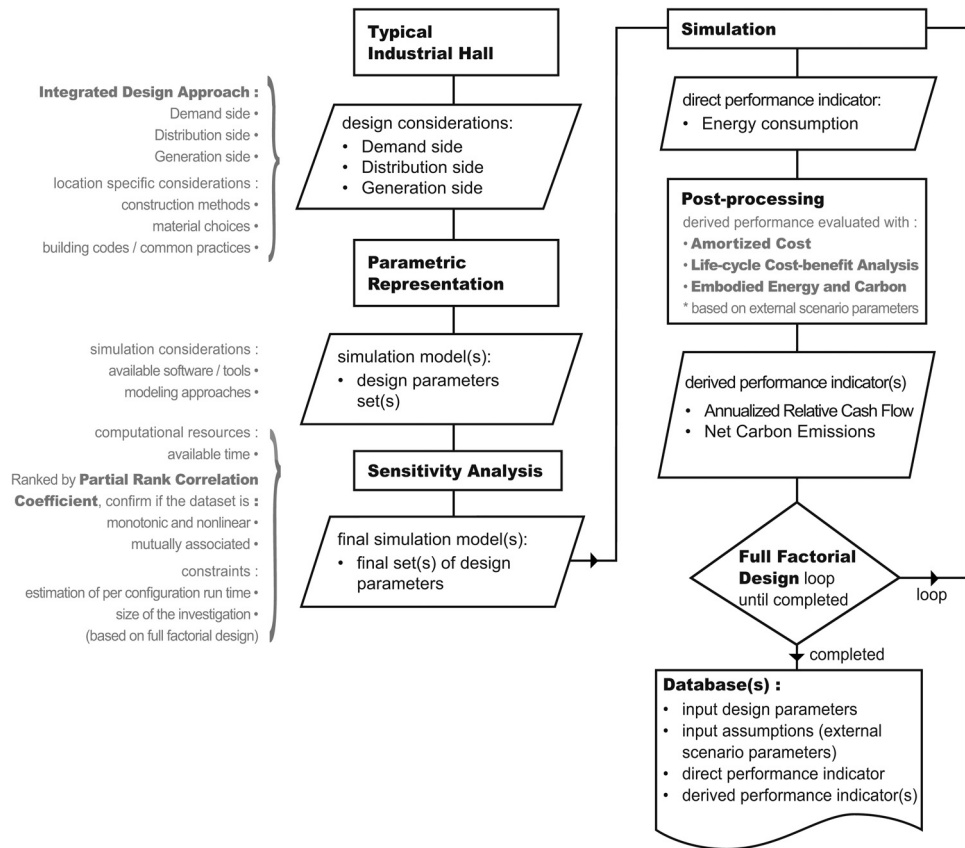 Typical
Industrial Hall
Integrated Design Approach :
Demand side •
Distribution side •
Generation side •
location specific considerations :
construction methods •
material choices •
building codes / common practices •
design considerations:
• Demand side
• Distribution side
• Generation side
Parametric
Representation
simulation considerations :
available software / tools •
modeling approaches •
simulation model(s):
• design parameters
set(s)
computational resources :
available time •
Ranked by Partial Rank Correlation
Coefficient, confirm if the dataset is :
monotonic and nonlinear •
mutually associated •
constraints :
estimation of per configuration run time •
size of the investigation •
(based on full factorial design)
Sensitivity Analysis
final simulation model(s):
• final set(s) of design
parameters
Simulation
direct performance indicator:
• Energy consumption
Post-processing
derived performance evaluated with :
• Amortized Cost
• Life-cycle Cost-benefit Analysis
• Embodied Energy and Carbon
* based on external scenario parameters
derived performance indicator(s)
• Annualized Relative Cash Flow
• Net Carbon Emissions
Full Factorial
Design loop
until completed
loop
completed
Database(s) :
• input design parameters
• input assumptions (external
scenario parameters)
• direct performance indicator
• derived performance indicator(s)